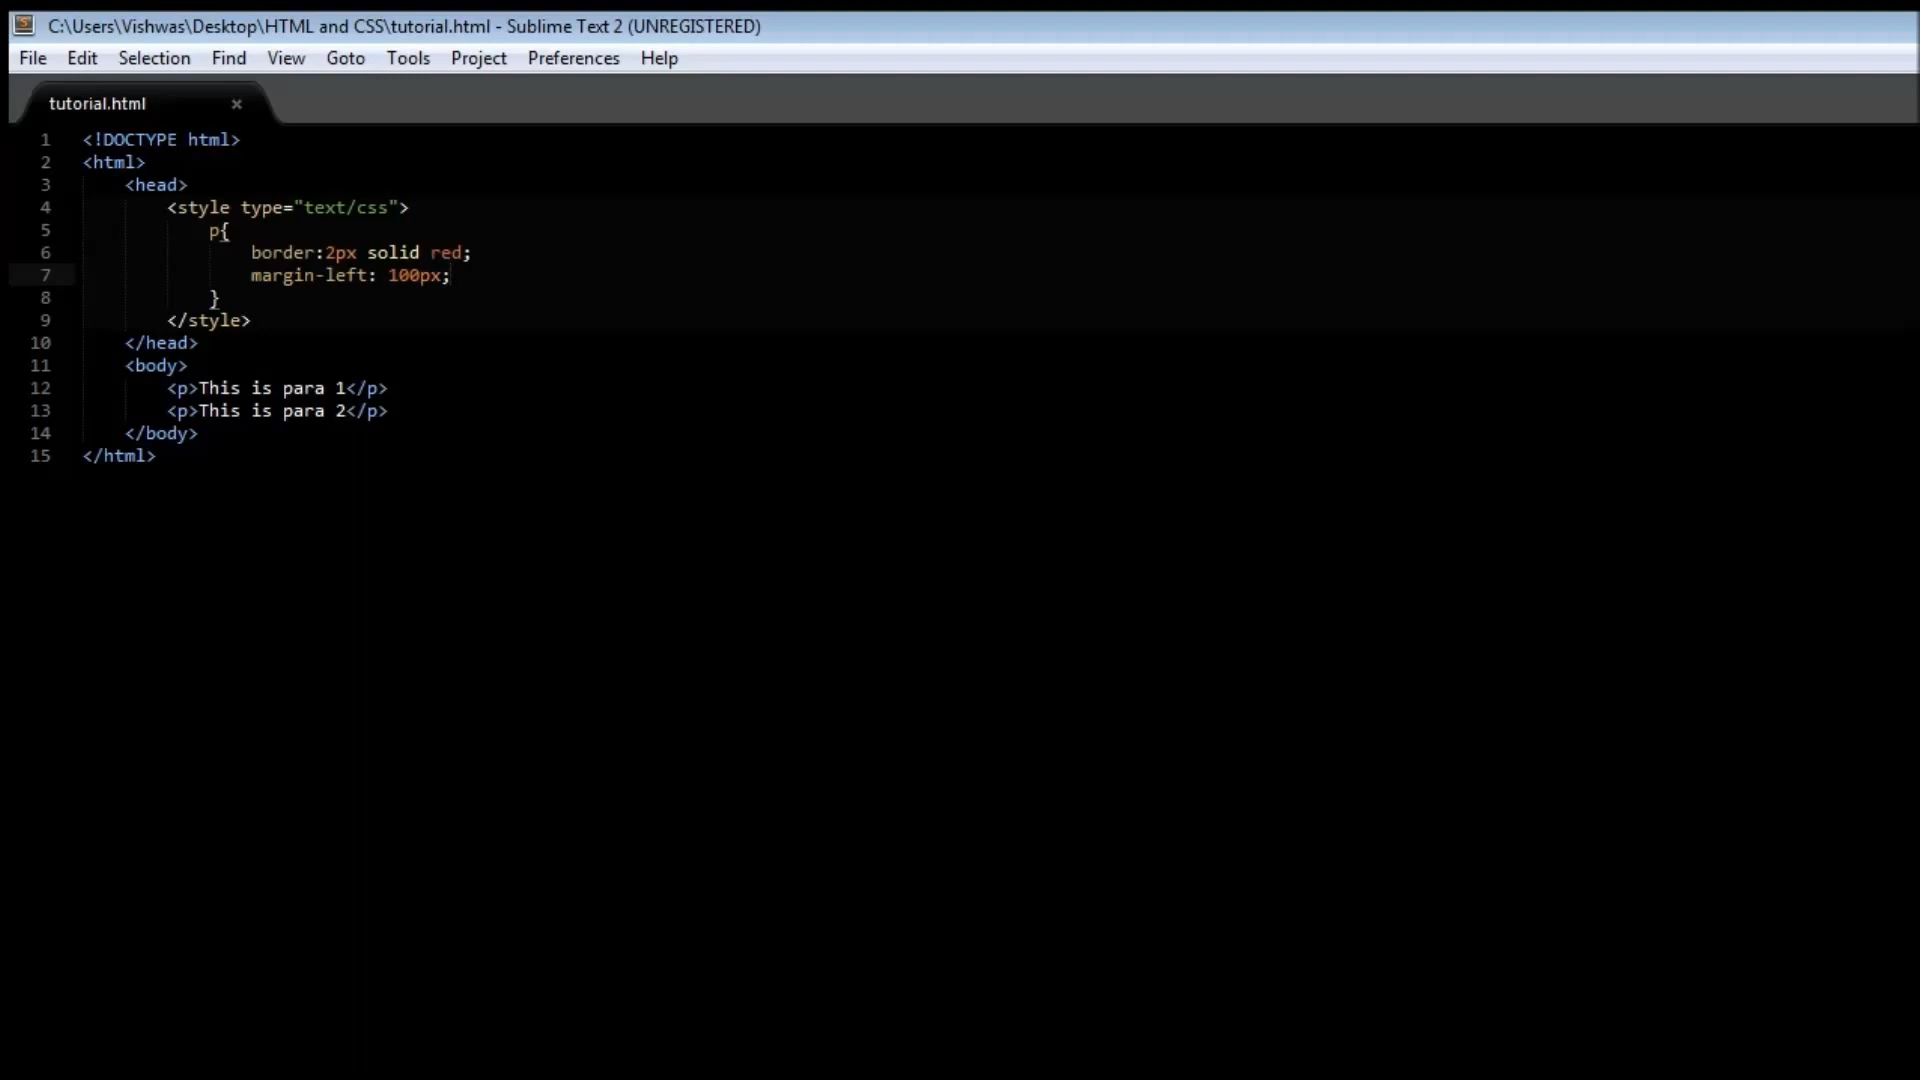 C:\Users\Vishwas\Desktop\HTML and CSS\tutorial.html - Sublime Text 2 (UNREGISTERED)
File Edit Selection Find View Goto Tools Project Preferences Help
tutorial.html ×
1 <!DOCTYPE html>
2 <html>
3 <head>
4 <style type="text/css">
5 p{
6 border:2px solid red;
7 margin-left: 100px;
8 }
9 </style>
10 </head>
11 <body>
12 <p>This is para 1</p>
13 <p>This is para 2</p>
14 </body>
15 </html>